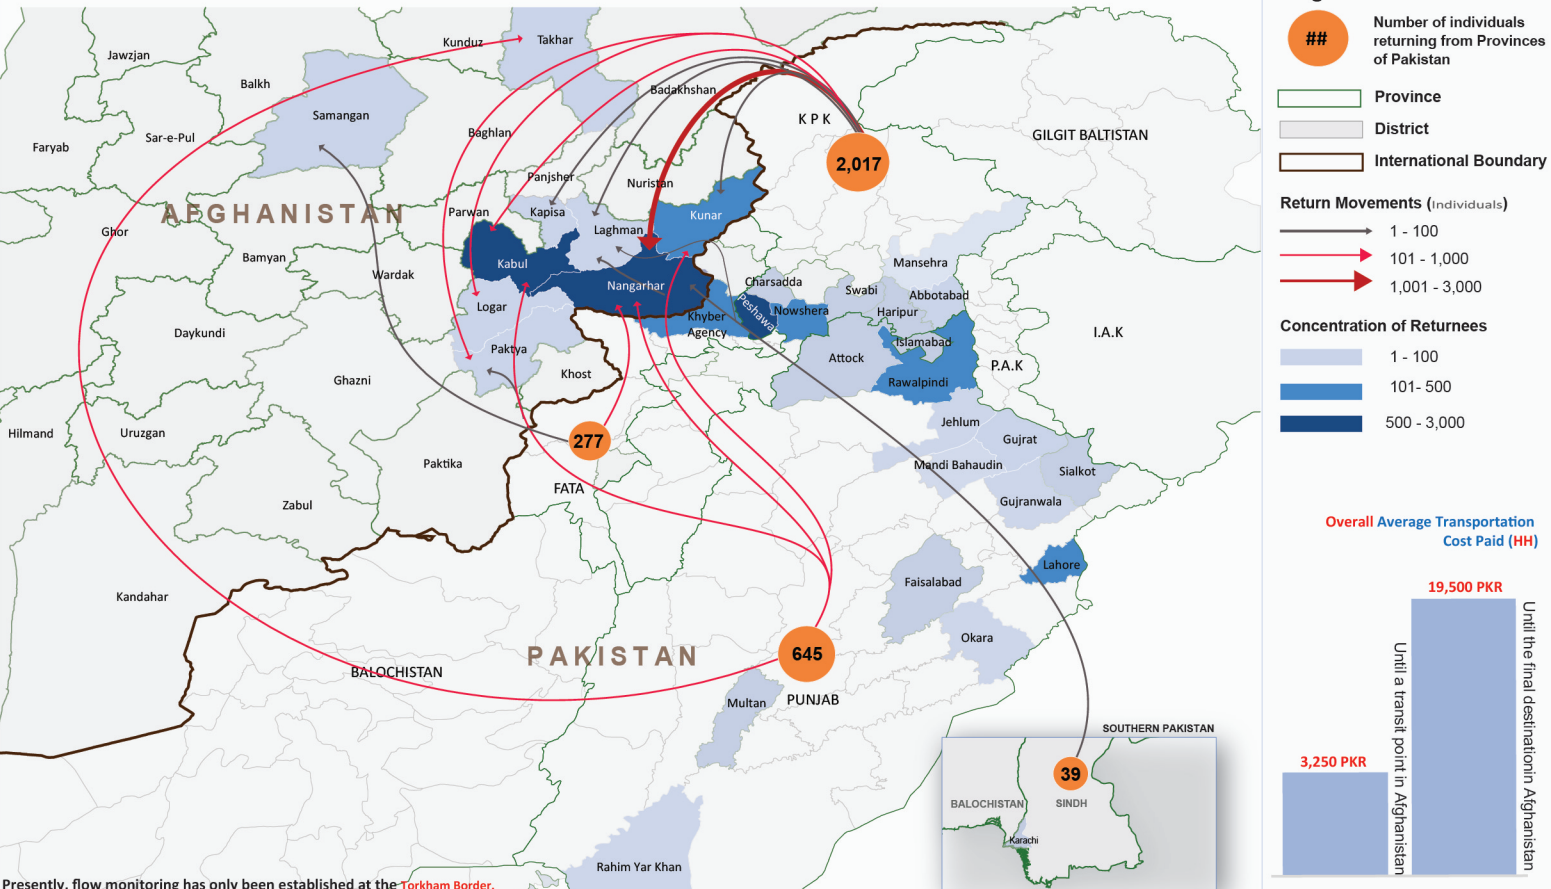 Jawzjan
Kunduz
Takhar
Balkh
Badakhshan
Samangan
Sar-e-Pul
Faryab
Baghlan
K P K
GILGIT BALTISTAN
2,017
Panjsher
Nuristan
AFGHANISTAN
Parwan
Kapisa
Kunar
Laghman
Ghor
Bamyan
Kabul
Wardak
Nangarhar
Mansehra
Charsadda
Swabi
Abbotabad
Logar
Peshawa
Nowshera
Haripur
Khyber
Agency
Islamabad
I.A.K
Daykundi
Paktya
Attock
P.A.K
Khost
Rawalpindi
Ghazni
Jehlum
Hilmand
Uruzgan
277
Gujrat
Paktika
Mandi Bahaudin
Sialkot
FATA
Zabul
Gujranwala
Lahore
Faisalabad
Kandahar
Okara
PAKISTAN
645
BALOCHISTAN
Multan
PUNJAB
SOUTHERN PAKISTAN
39
BALOCHISTAN
SINDH
Karachi
Rahim Yar Khan
Presently, flow monitoring has only been established at the Torkham Border.
##
Number of individuals
returning from Provinces
of Pakistan
Province
District
International Boundary
Return Movements (Individuals)
1 - 100
101 - 1,000
1,001 - 3,000
Concentration of Returnees
1 - 100
101- 500
500 - 3,000
Overall Average Transportation
Cost Paid (HH)
19,500 PKR
3,250 PKR
Until a transit point in Afghanistan
Until the final destinationin Afghanistan